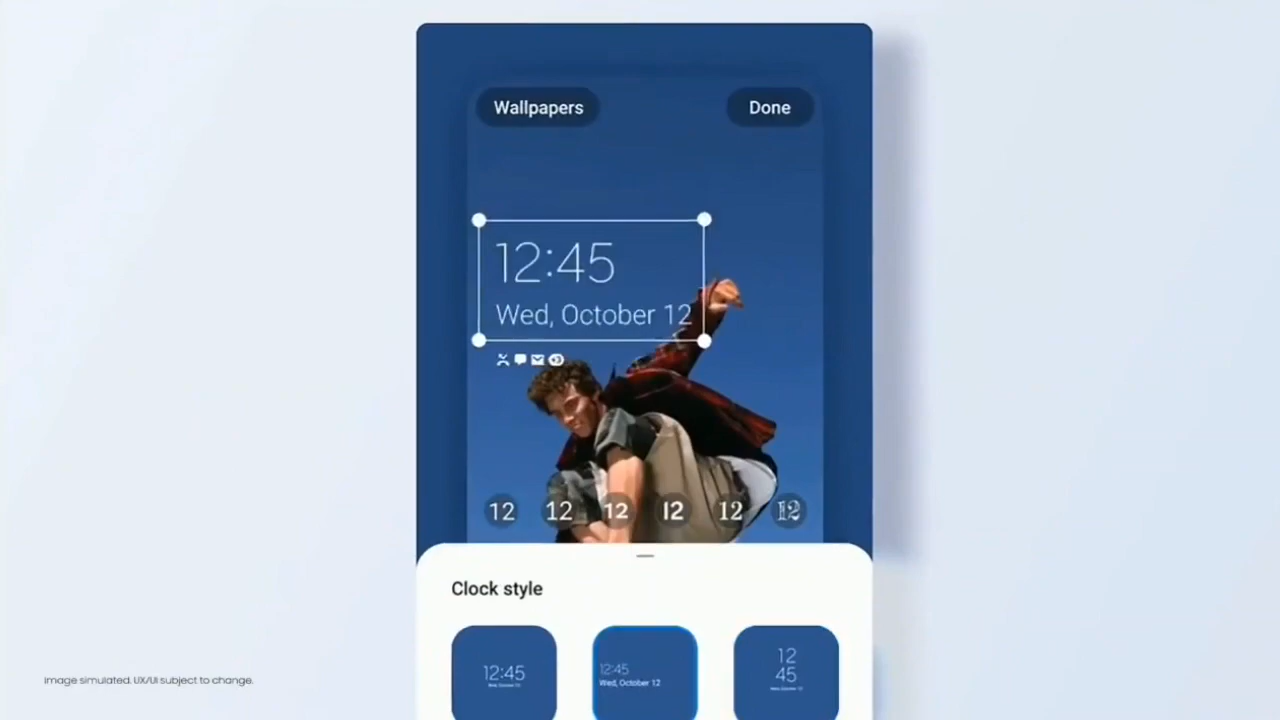 Wallpapers
Done
12:45
Wed, October 12
12 12 12 12 12 12
Clock style
12:45
12:45
Wed, October 12
12
45
Image simulated. UX/UI subject to change.